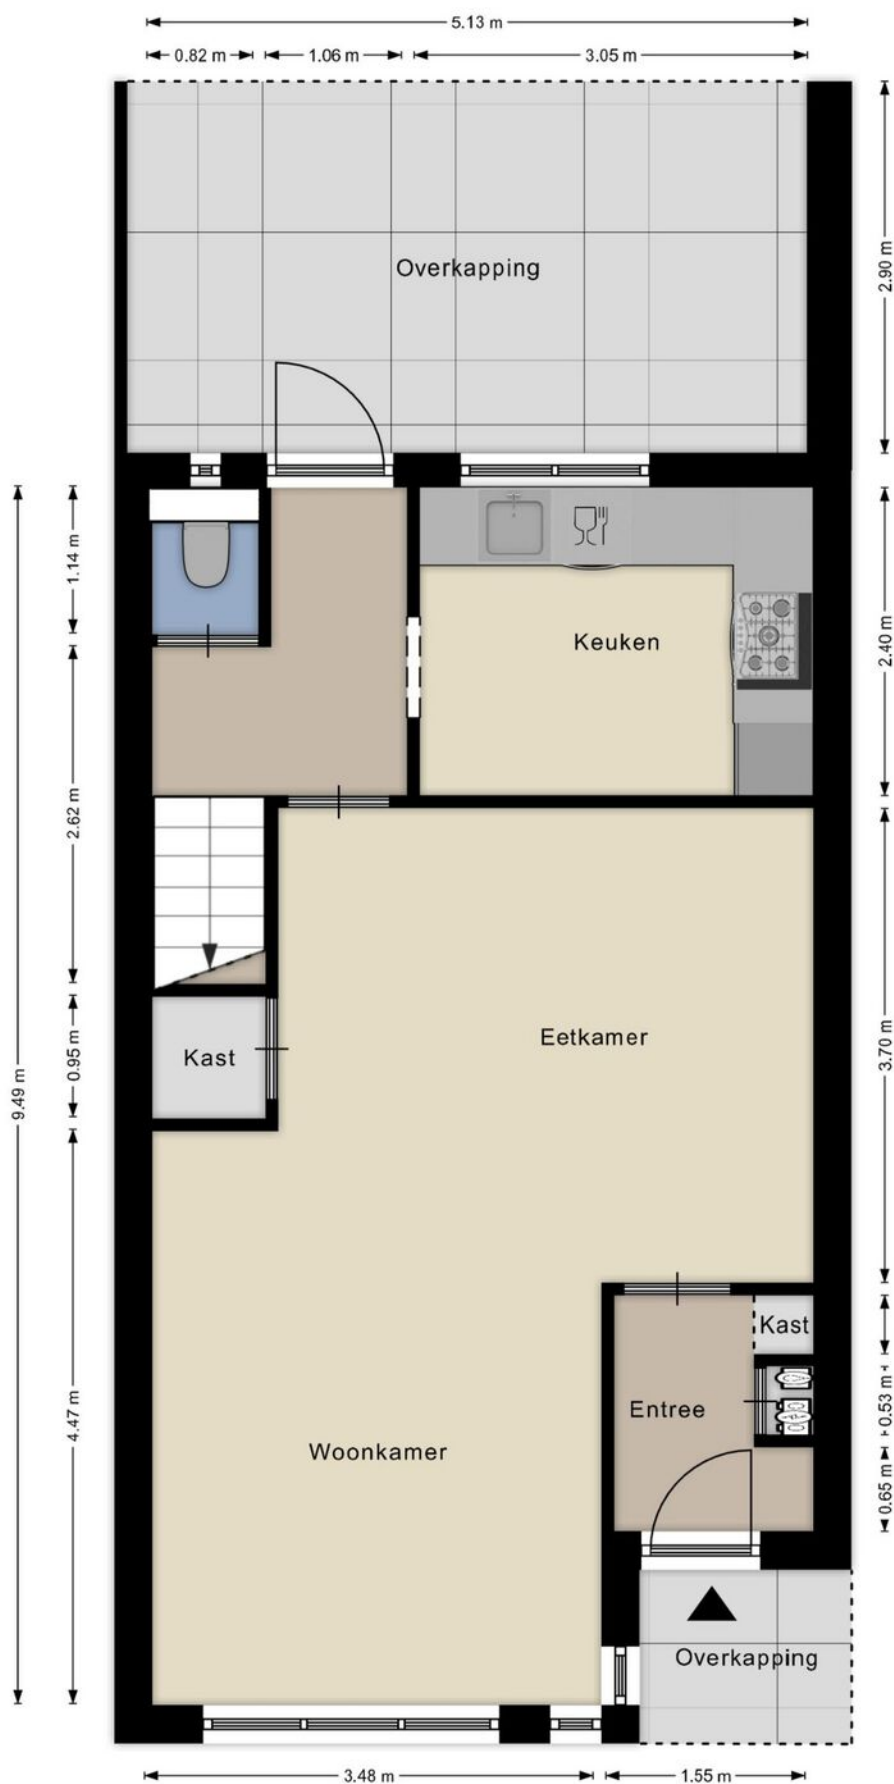 5.13 m
0.82 m
1.06 m
3.05 m
Overkapping
2.90 m
1.14 m
Keuken
2.40 m
2.62 m
Eetkamer
3.70 m
Kast
0.95 m
9.49 m
Kast
0.53 m
Entree
4.47 m
Woonkamer
0.65 m
Overkapping
3.48 m
1.55 m